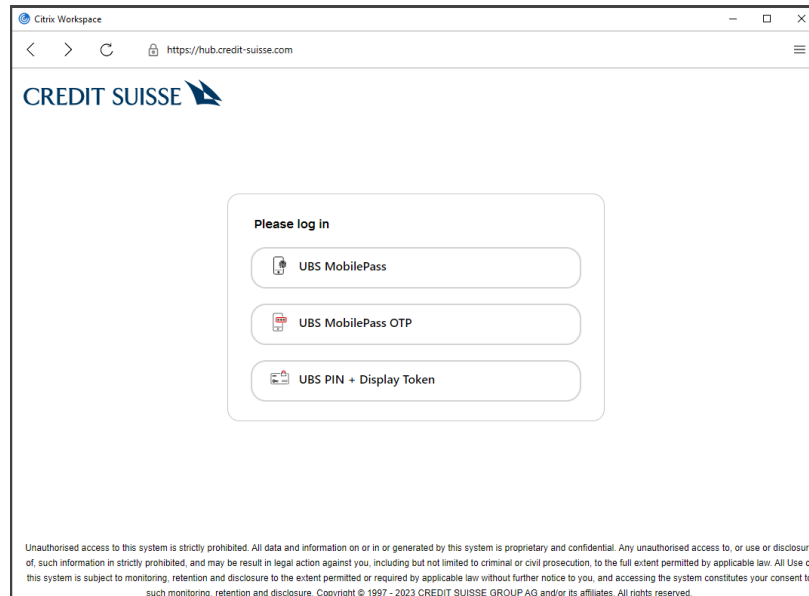 Citrix Workspace
https://hub.credit-suisse.com
CREDIT SUISSE
Please log in
UBS MobilePass
UBS MobilePass OTP
UBS PIN + Display Token
Unauthorised access to this system is strictly prohibited. All data and information on or in or generated by this system is proprietary and confidential. Any unauthorised access to, or use or disclosur
of, such information in strictly prohibited, and may be result in legal action against you, including but not limited to criminal or civil prosecution, to the full extent permitted by applicable law. All Use o
this system is subject to monitoring, retention and disclosure to the extent permitted or required by applicable law without further notice to you, and accessing the system constitutes your consent to
such monitoring, retention and disclosure. Copyright © 1997 - 2023 CREDIT SUISSE GROUP AG and/or its affiliates. All rights reserved.